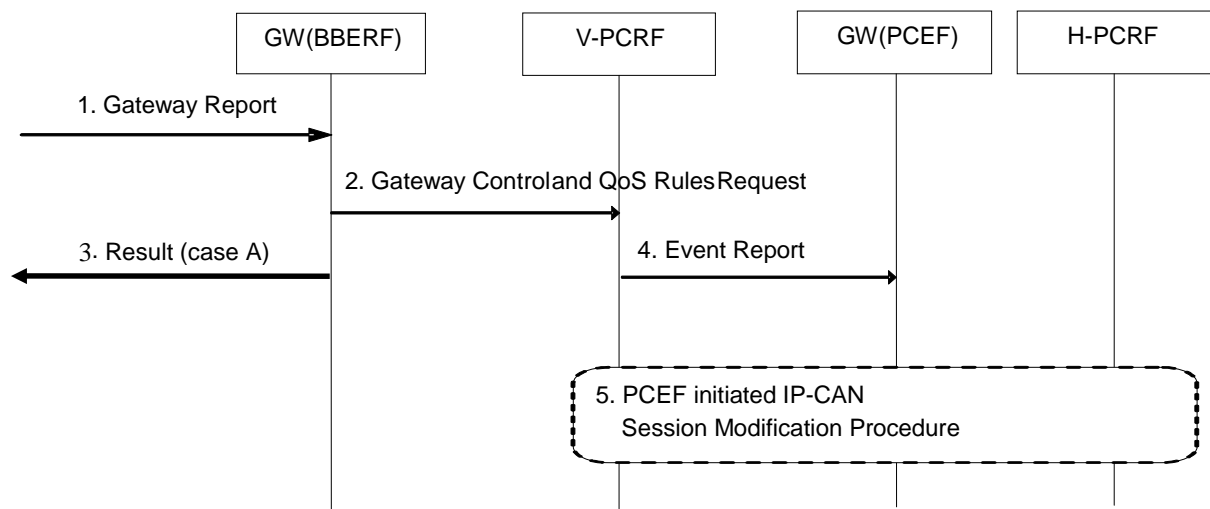 GW(BBERF)
V-PCRF
GW(PCEF)
H-PCRF
1. Gateway Report
2. Gateway Controland QoS RulesRequest
3. Result (case A)
4. Event Report
5. PCEF initiated IP-CAN
Session Modification Procedure